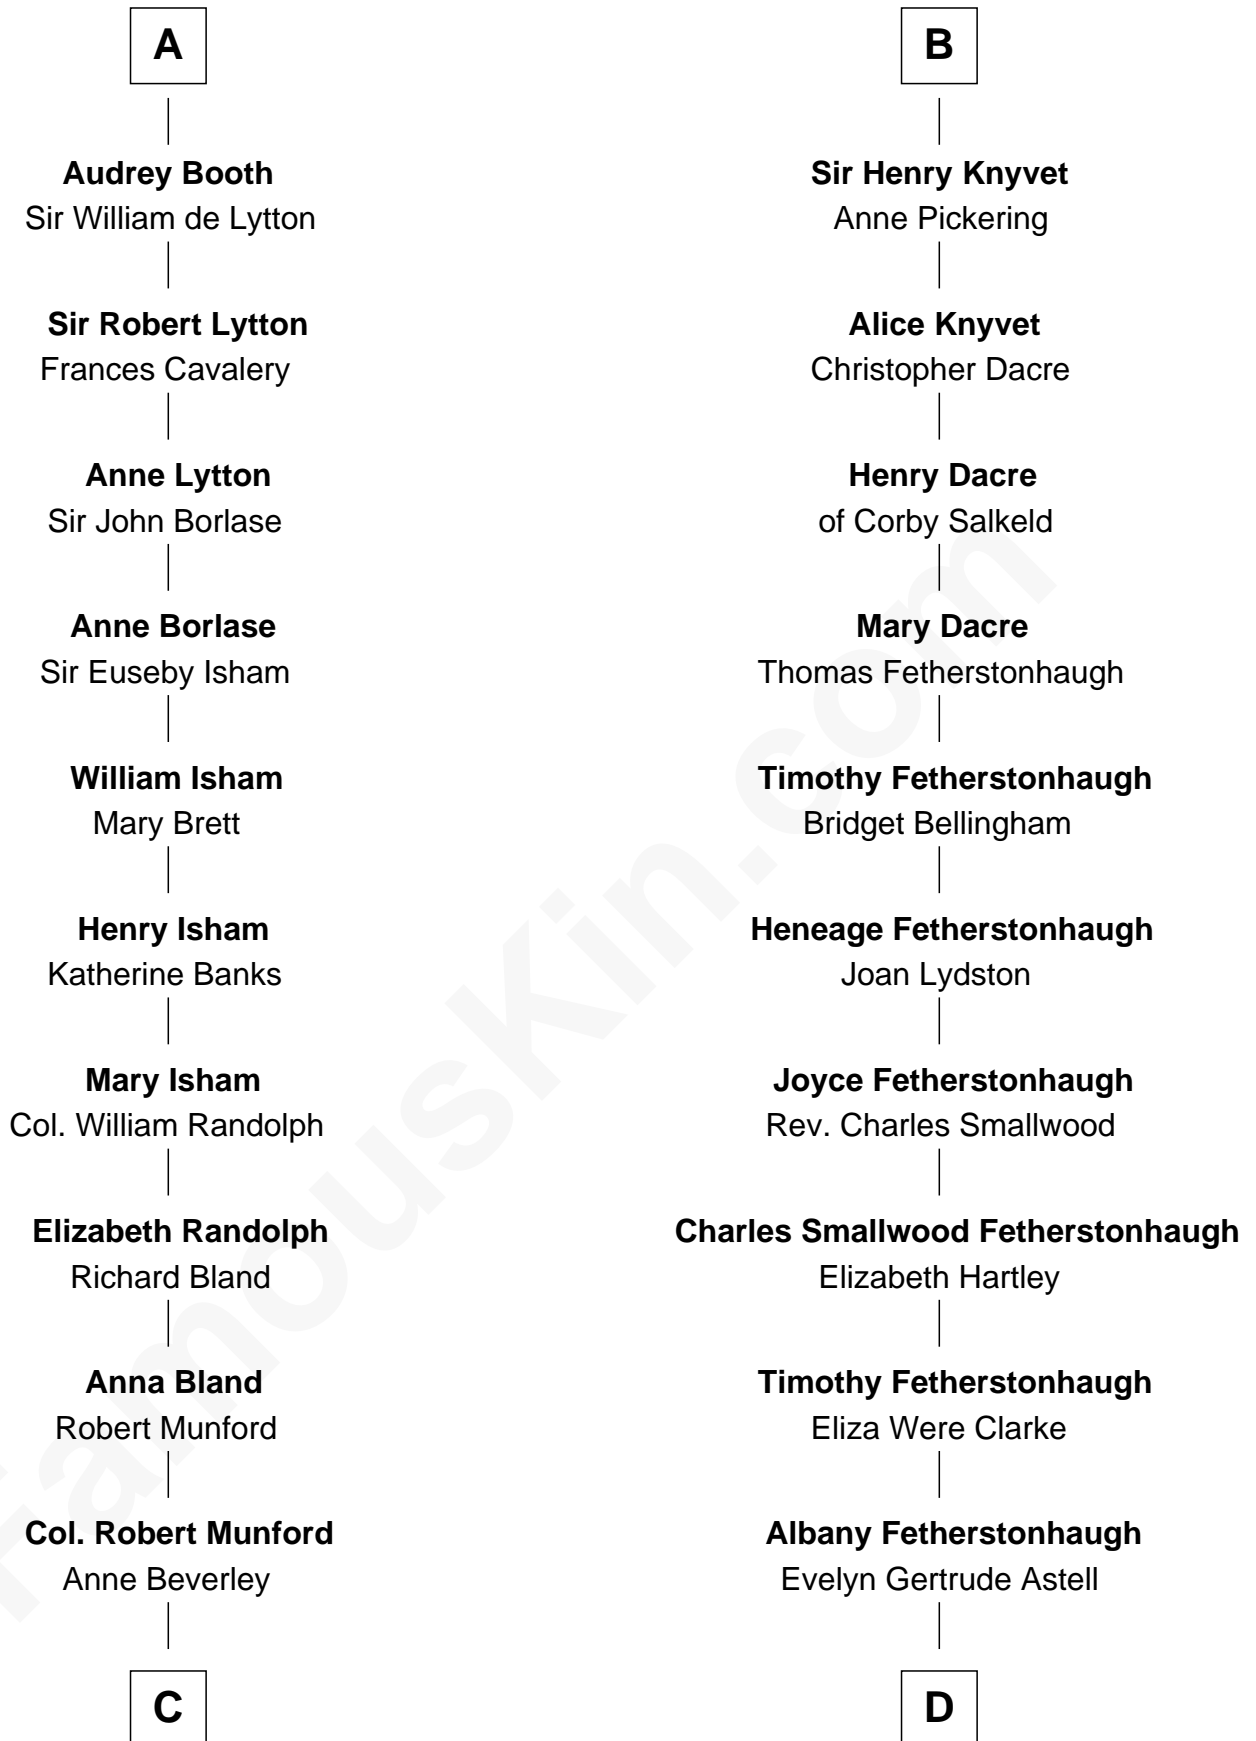 A
Audrey Booth
Sir William de Lytton
Sir Robert Lytton
Frances Cavalery
Anne Lytton
Sir John Borlase
Anne Borlase
Sir Euseby Isham
William Isham
Mary Brett
Henry Isham
Katherine Banks
Mary Isham
Col. William Randolph
Elizabeth Randolph
Richard Bland
Anna Bland
Robert Munford
Col. Robert Munford
Anne Beverley
C
B
Sir Henry Knyvet
Anne Pickering
Alice Knyvet
Christopher Dacre
Henry Dacre
of Corby Salkeld
Mary Dacre
Thomas Fetherstonhaugh
Timothy Fetherstonhaugh
Bridget Bellingham
Heneage Fetherstonhaugh
Joan Lydston
Joyce Fetherstonhaugh
Rev. Charles Smallwood
Charles Smallwood Fetherstonhaugh
Elizabeth Hartley
Timothy Fetherstonhaugh
Eliza Were Clarke
Albany Fetherstonhaugh
Evelyn Gertrude Astell
D
FamousKin.com